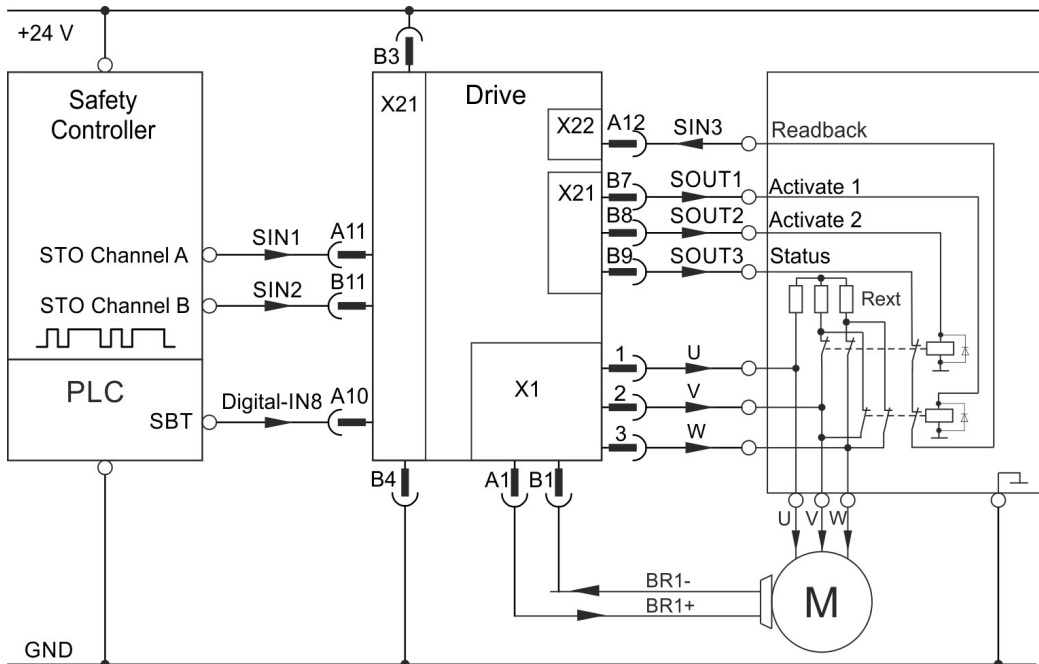 +24 V
Safety
Controller
STO Channel A
STO Channel B
PLC
SBT
SIN1
SIN2
Digital-IN8
A11
B11
A10
B3
X21
Drive
X22
X21
X1
B4
A1
B1
A12
B7
B8
B9
1
2
3
SIN3
SOUT1
SOUT2
SOUT3
U
V
W
Readback
Activate 1
Activate 2
Status
Rext
U
V
W
M
BR1-
BR1+
GND